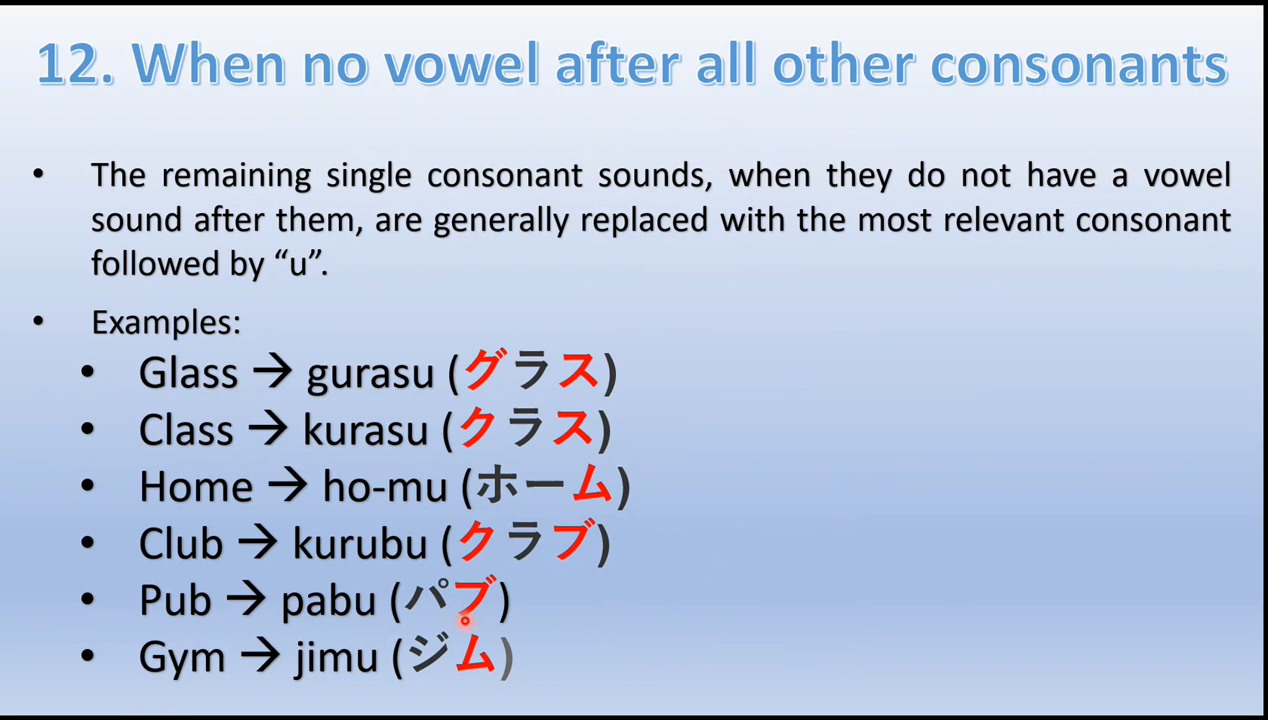 12. When no vowel after all other consonants
• The remaining single consonant sounds, when they do not have a vowel
sound after them, are generally replaced with the most relevant consonant
followed by “u”.
• Examples:
• Glass → gurasu (グラス)
• Class → kurasu (クラス)
• Home → ho-mu (ホーム)
• Club → kurubu (クラブ)
• Pub → pabu (パブ)
• Gym → jimu (ジム)